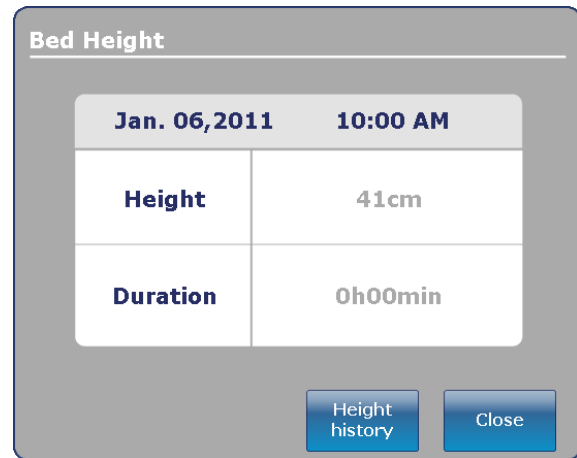 Bed Height
Jan. 06,2011 10:00 AM
Height 41cm
Duration 0h00min
Height
history
Close